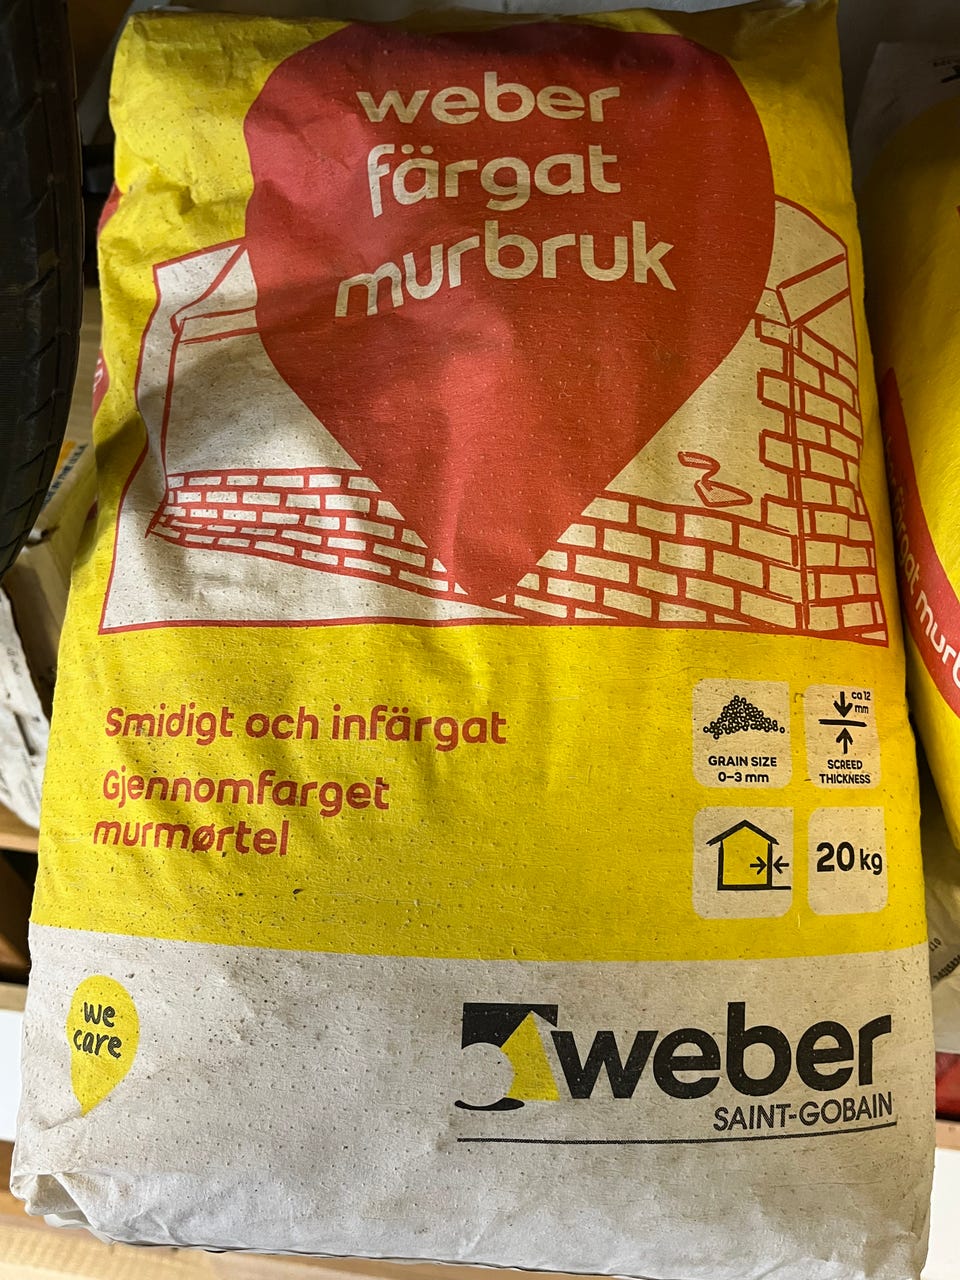 weber
färgat
murbruk
Smidigt och infärgat
Gjennomfarget
murmørtel
GRAIN SIZE
0–3 mm
ca 12
mm
SCREED
THICKNESS
20 kg
we
care
weber
SAINT-GOBAIN